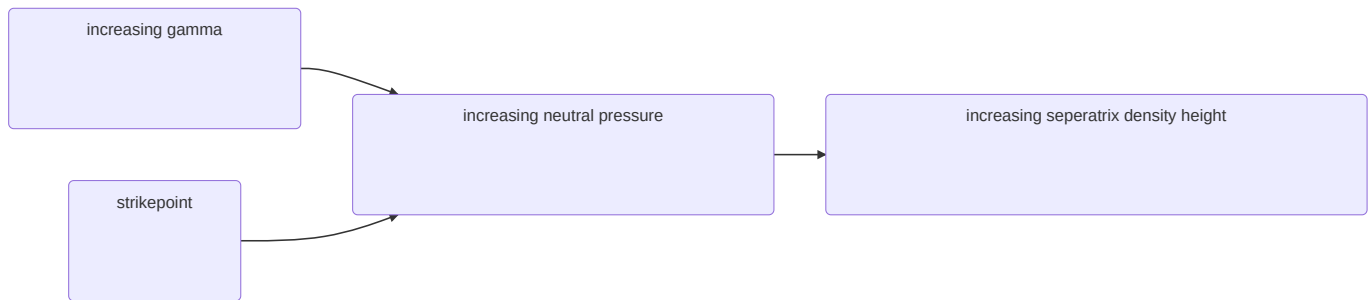 increasing gamma
increasing neutral pressure
increasing seperatrix density height
strikepoint